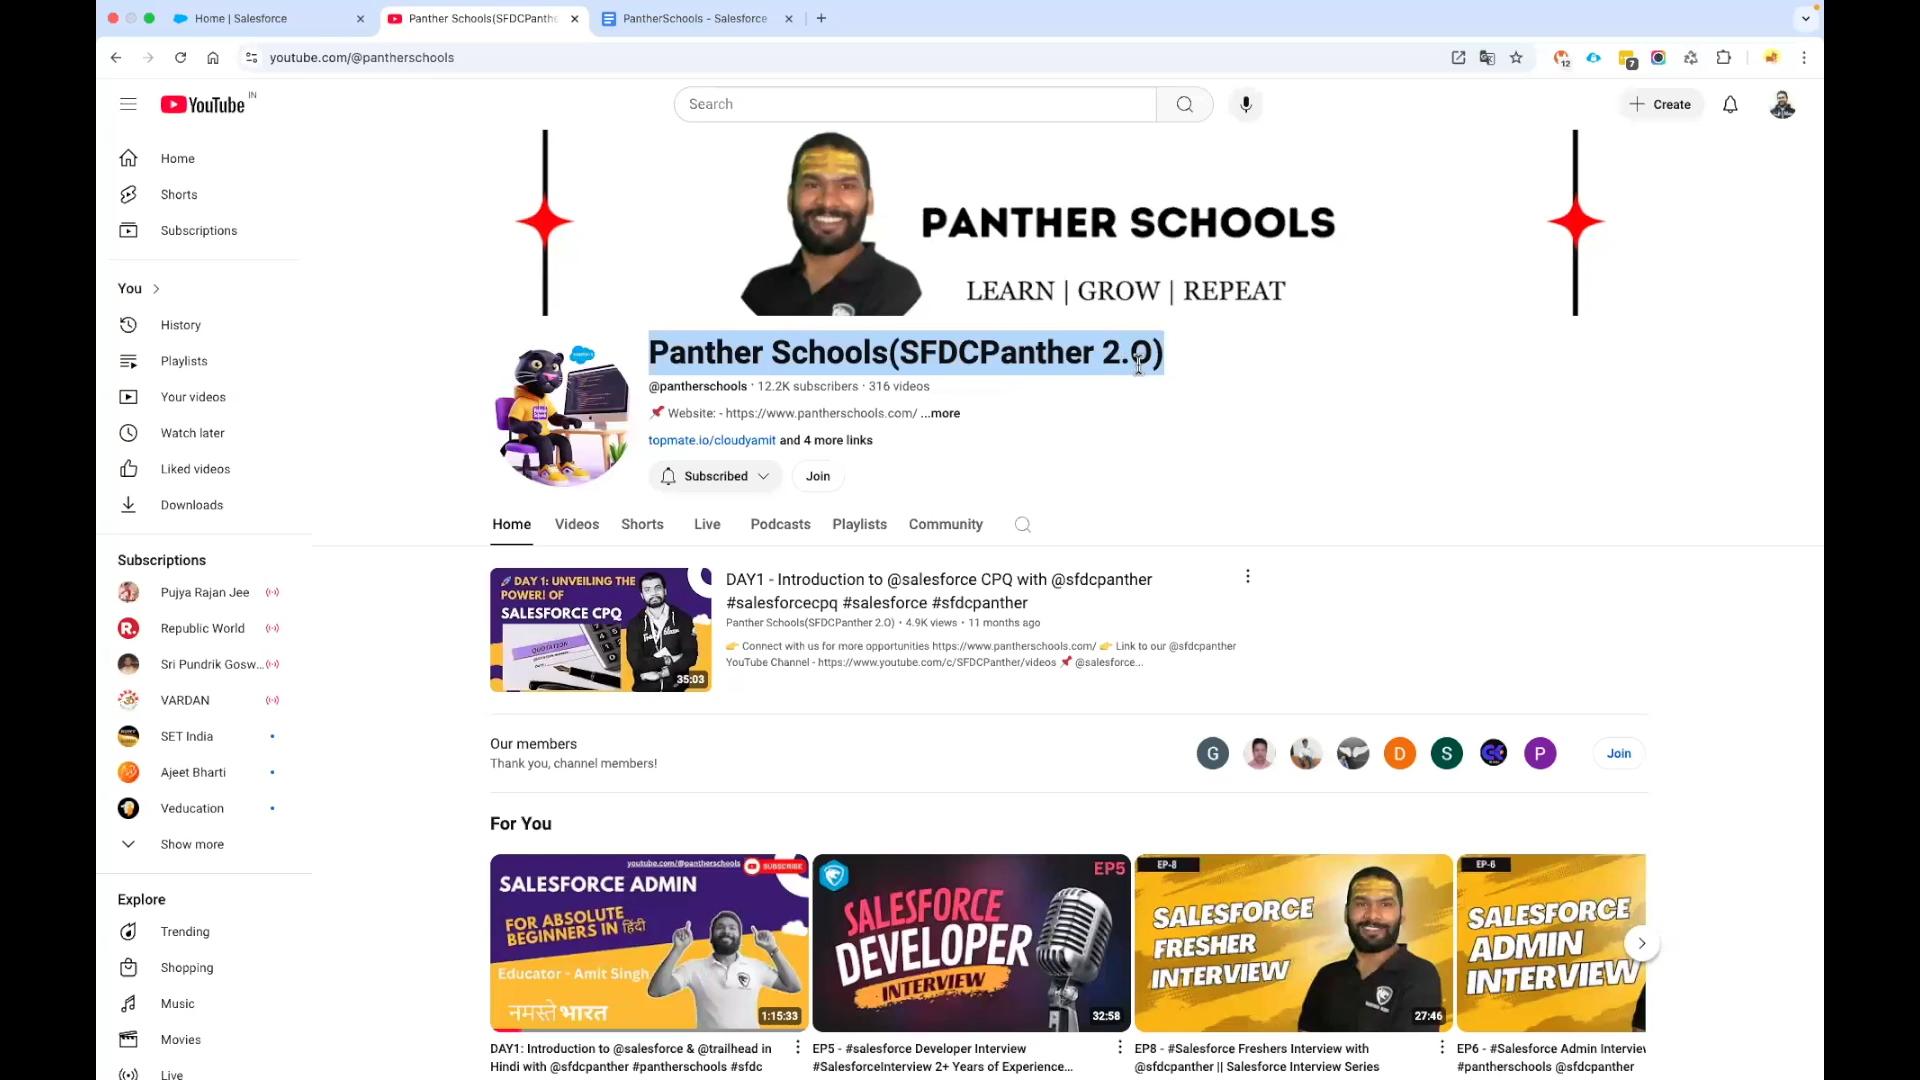 Home | Salesforce
Panther Schools(SFDCPanthe
PantherSchools - Salesforce
youtube.com/@pantherschools
12
7
YouTube IN
Search
Create
Home
Shorts
Subscriptions
You
History
Playlists
Your videos
Watch later
Liked videos
Downloads
Subscriptions
Pujya Rajan Jee
Republic World
Sri Pundrik Gosw...
VARDAN
SET India
Ajeet Bharti
Veducation
Show more
Explore
Trending
Shopping
Music
Movies
Live
PANTHER SCHOOLS
LEARN | GROW | REPEAT
Panther Schools(SFDCPanther 2.O)
@pantherschools · 12.2K subscribers · 316 videos
📌 Website: - https://www.pantherschools.com/ ...more
topmate.io/cloudyamit and 4 more links
Subscribed
Join
Home Videos Shorts Live Podcasts Playlists Community
🚀 DAY 1: UNVEILING THE
POWER! OF
SALESFORCE CPQ
QUOTATION
35:03
DAY1 - Introduction to @salesforce CPQ with @sfdcpanther
#salesforcecpq #salesforce #sfdcpanther
Panther Schools(SFDCPanther 2.O) • 4.9K views • 11 months ago
👉 Connect with us for more opportunities https://www.pantherschools.com/ 👉 Link to our @sfdcpanther
YouTube Channel - https://www.youtube.com/c/SFDCPanther/videos 📌 @salesforce...
Our members
Thank you, channel members!
G
D
S
P
Join
For You
youtube.com/@pantherschools
SUBSCRIBE
SALESFORCE ADMIN
FOR ABSOLUTE
BEGINNERS IN हिंदी
Educator - Amit Singh
नमस्ते भारत
1:15:33
DAY1: Introduction to @salesforce & @trailhead in
Hindi with @sfdcpanther #pantherschools #sfdc
EP5
SALESFORCE
DEVELOPER
INTERVIEW
32:58
EP5 - #salesforce Developer Interview
#SalesforceInterview 2+ Years of Experience...
EP-8
SALESFORCE
FRESHER
INTERVIEW
27:46
EP8 - #Salesforce Freshers Interview with
@sfdcpanther || Salesforce Interview Series
EP-6
SALESFORCE
ADMIN
INTERVIEW
EP6 - #Salesforce Admin Interview
#pantherschools @sfdcpanther